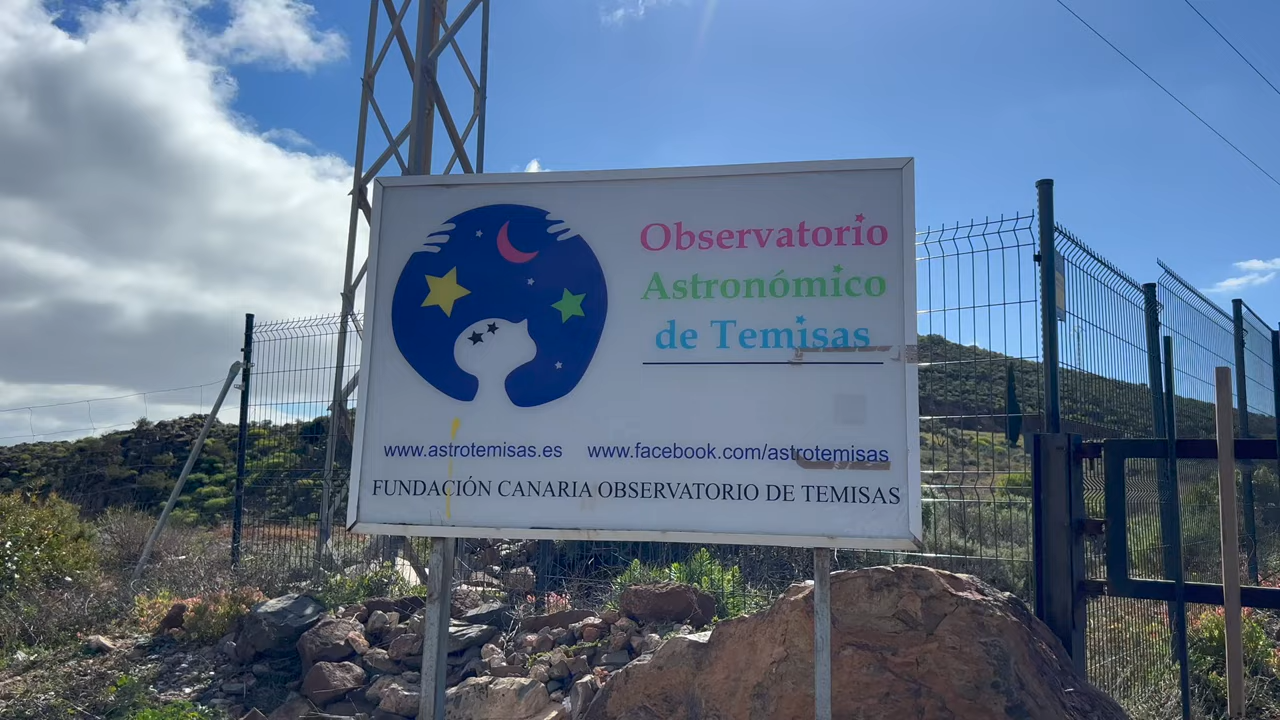 Observatorio
Astronómico
de Temisas
www.astrotemisas.es www.facebook.com/astrotemisas
FUNDACIÓN CANARIA OBSERVATORIO DE TEMISAS